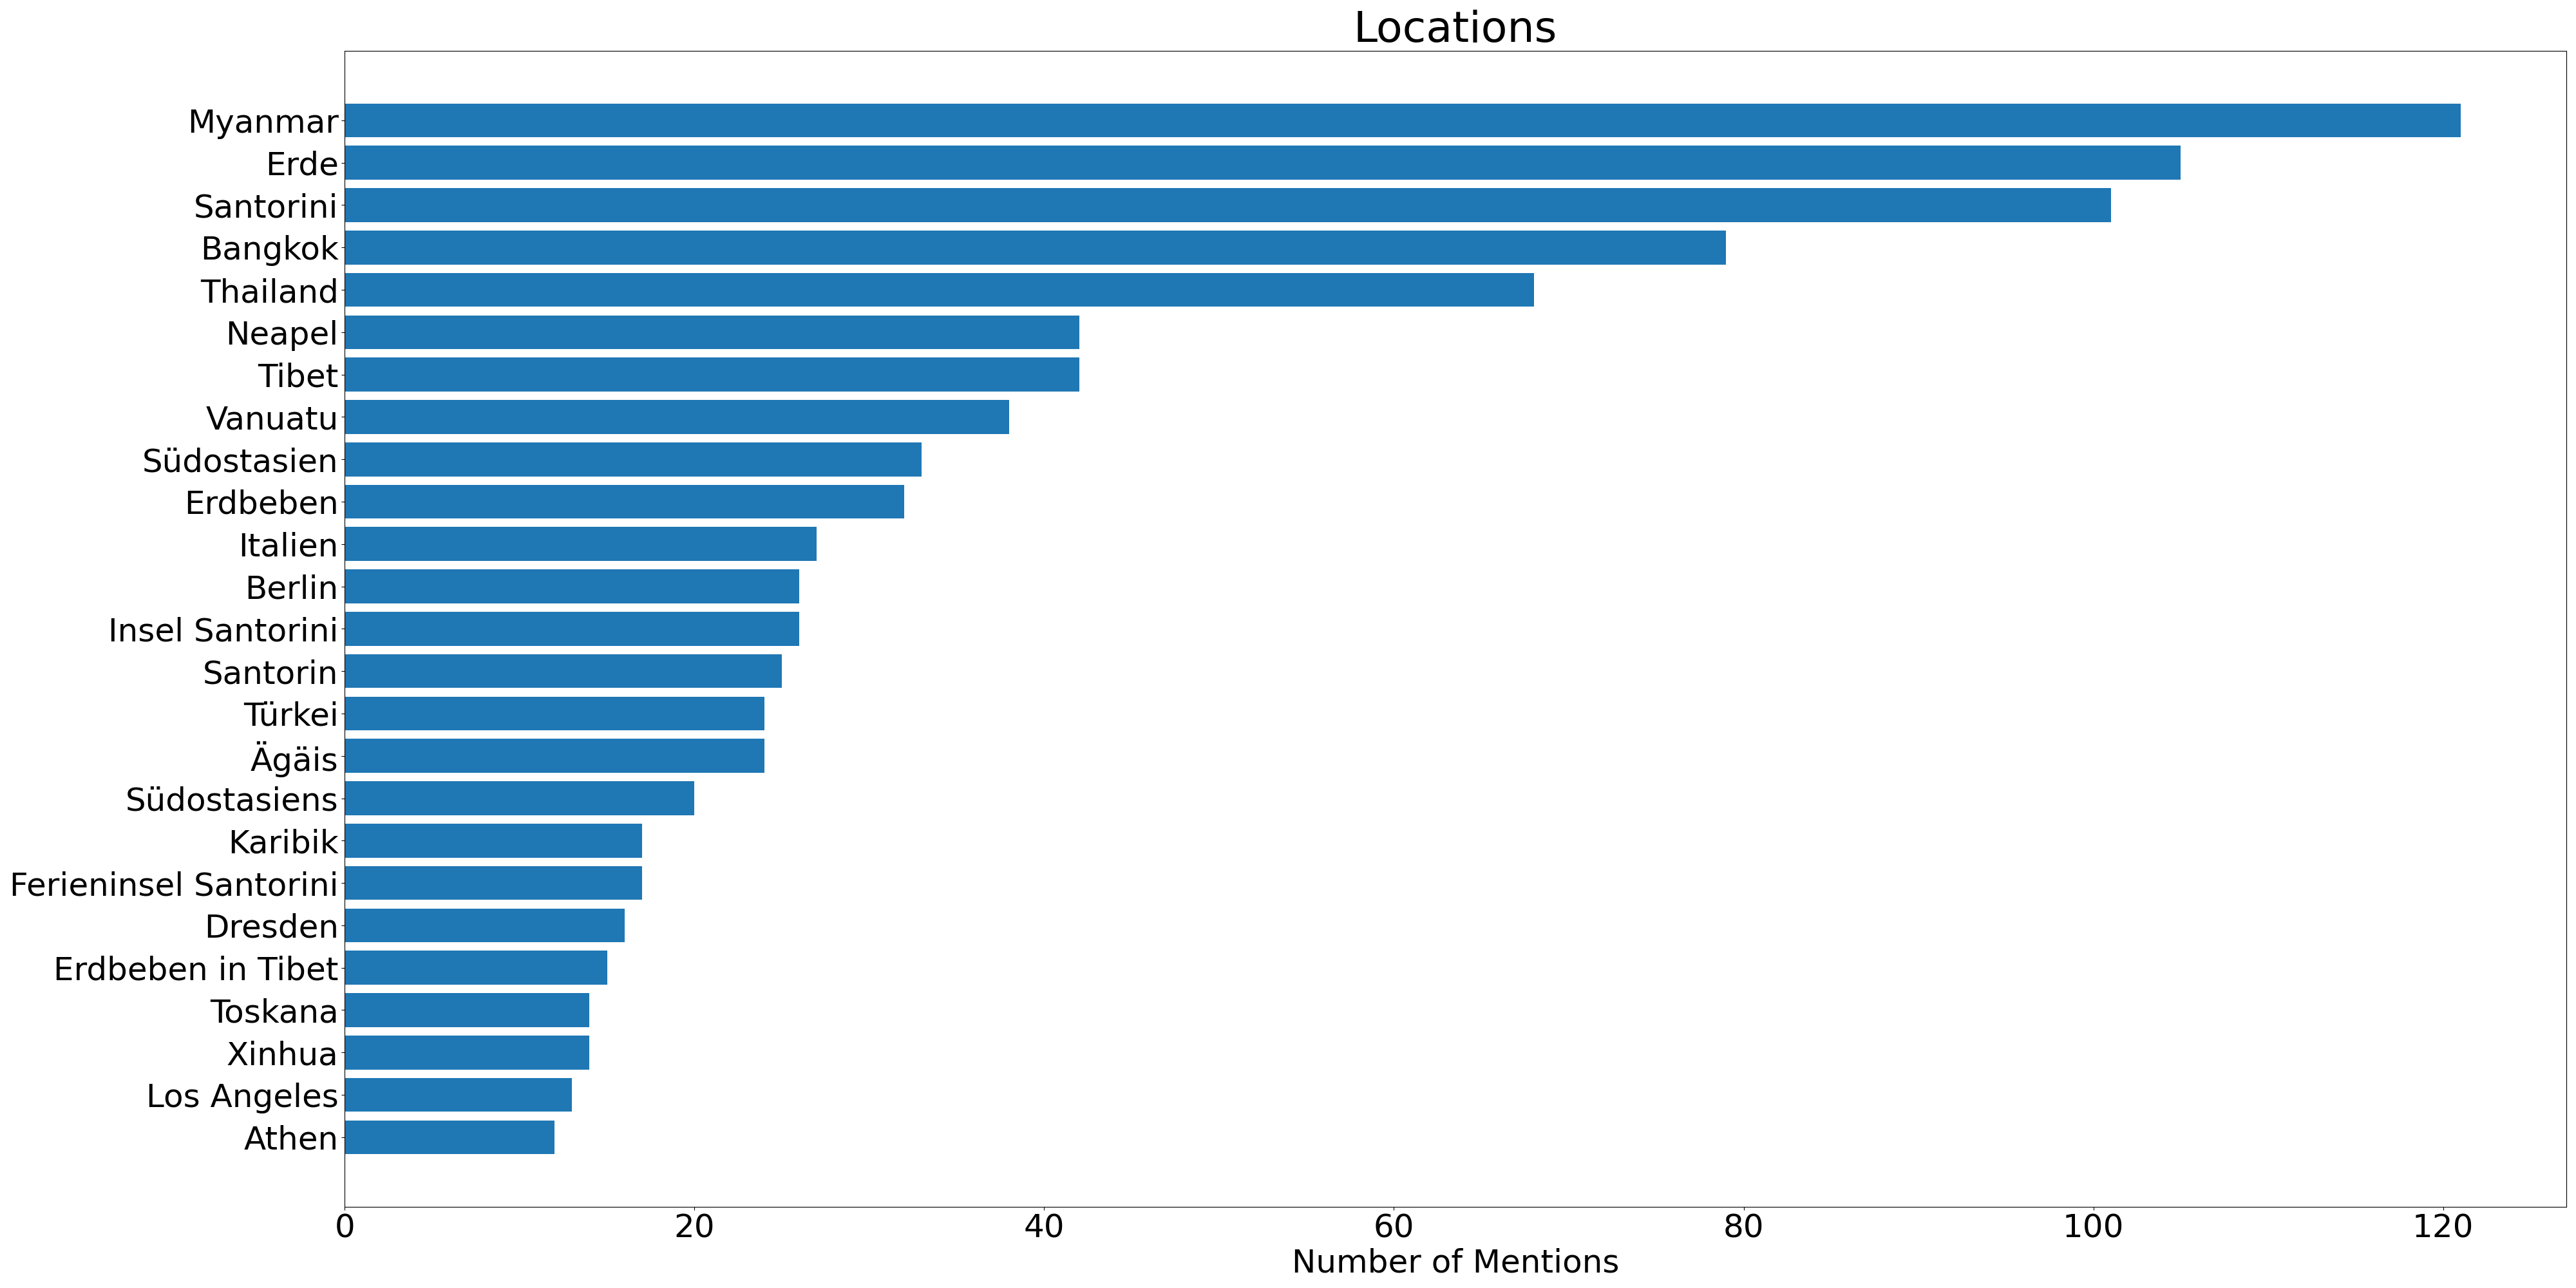 Locations
Myanmar
Erde
Santorini
Bangkok
Thailand
Neapel
Tibet
Vanuatu
Südostasien
Erdbeben
Italien
Berlin
Insel Santorini
Santorin
Türkei
Ägäis
Südostasiens
Karibik
Ferieninsel Santorini
Dresden
Erdbeben in Tibet
Toskana
Xinhua
Los Angeles
Athen
0 20 40 60 80 100 120
Number of Mentions